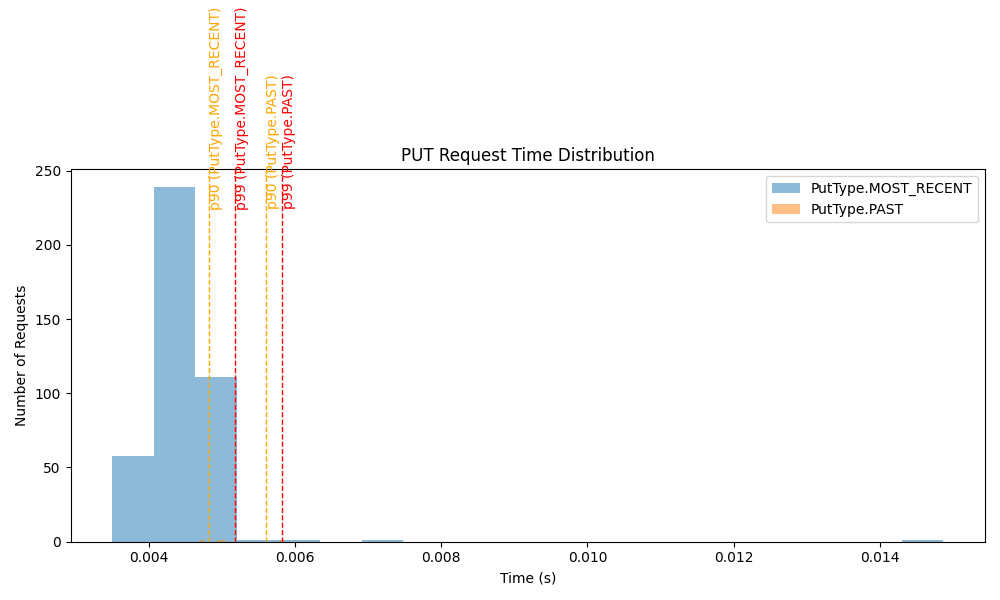 p90 (PutType.MOST_RECENT)
p99 (PutType.MOST_RECENT)
p90 (PutType.PAST)
p99 (PutType.PAST)
PUT Request Time Distribution
PutType.MOST_RECENT
PutType.PAST
Number of Requests
250
200
150
100
50
0
0.004
0.006
0.008
0.010
0.012
0.014
Time (s)